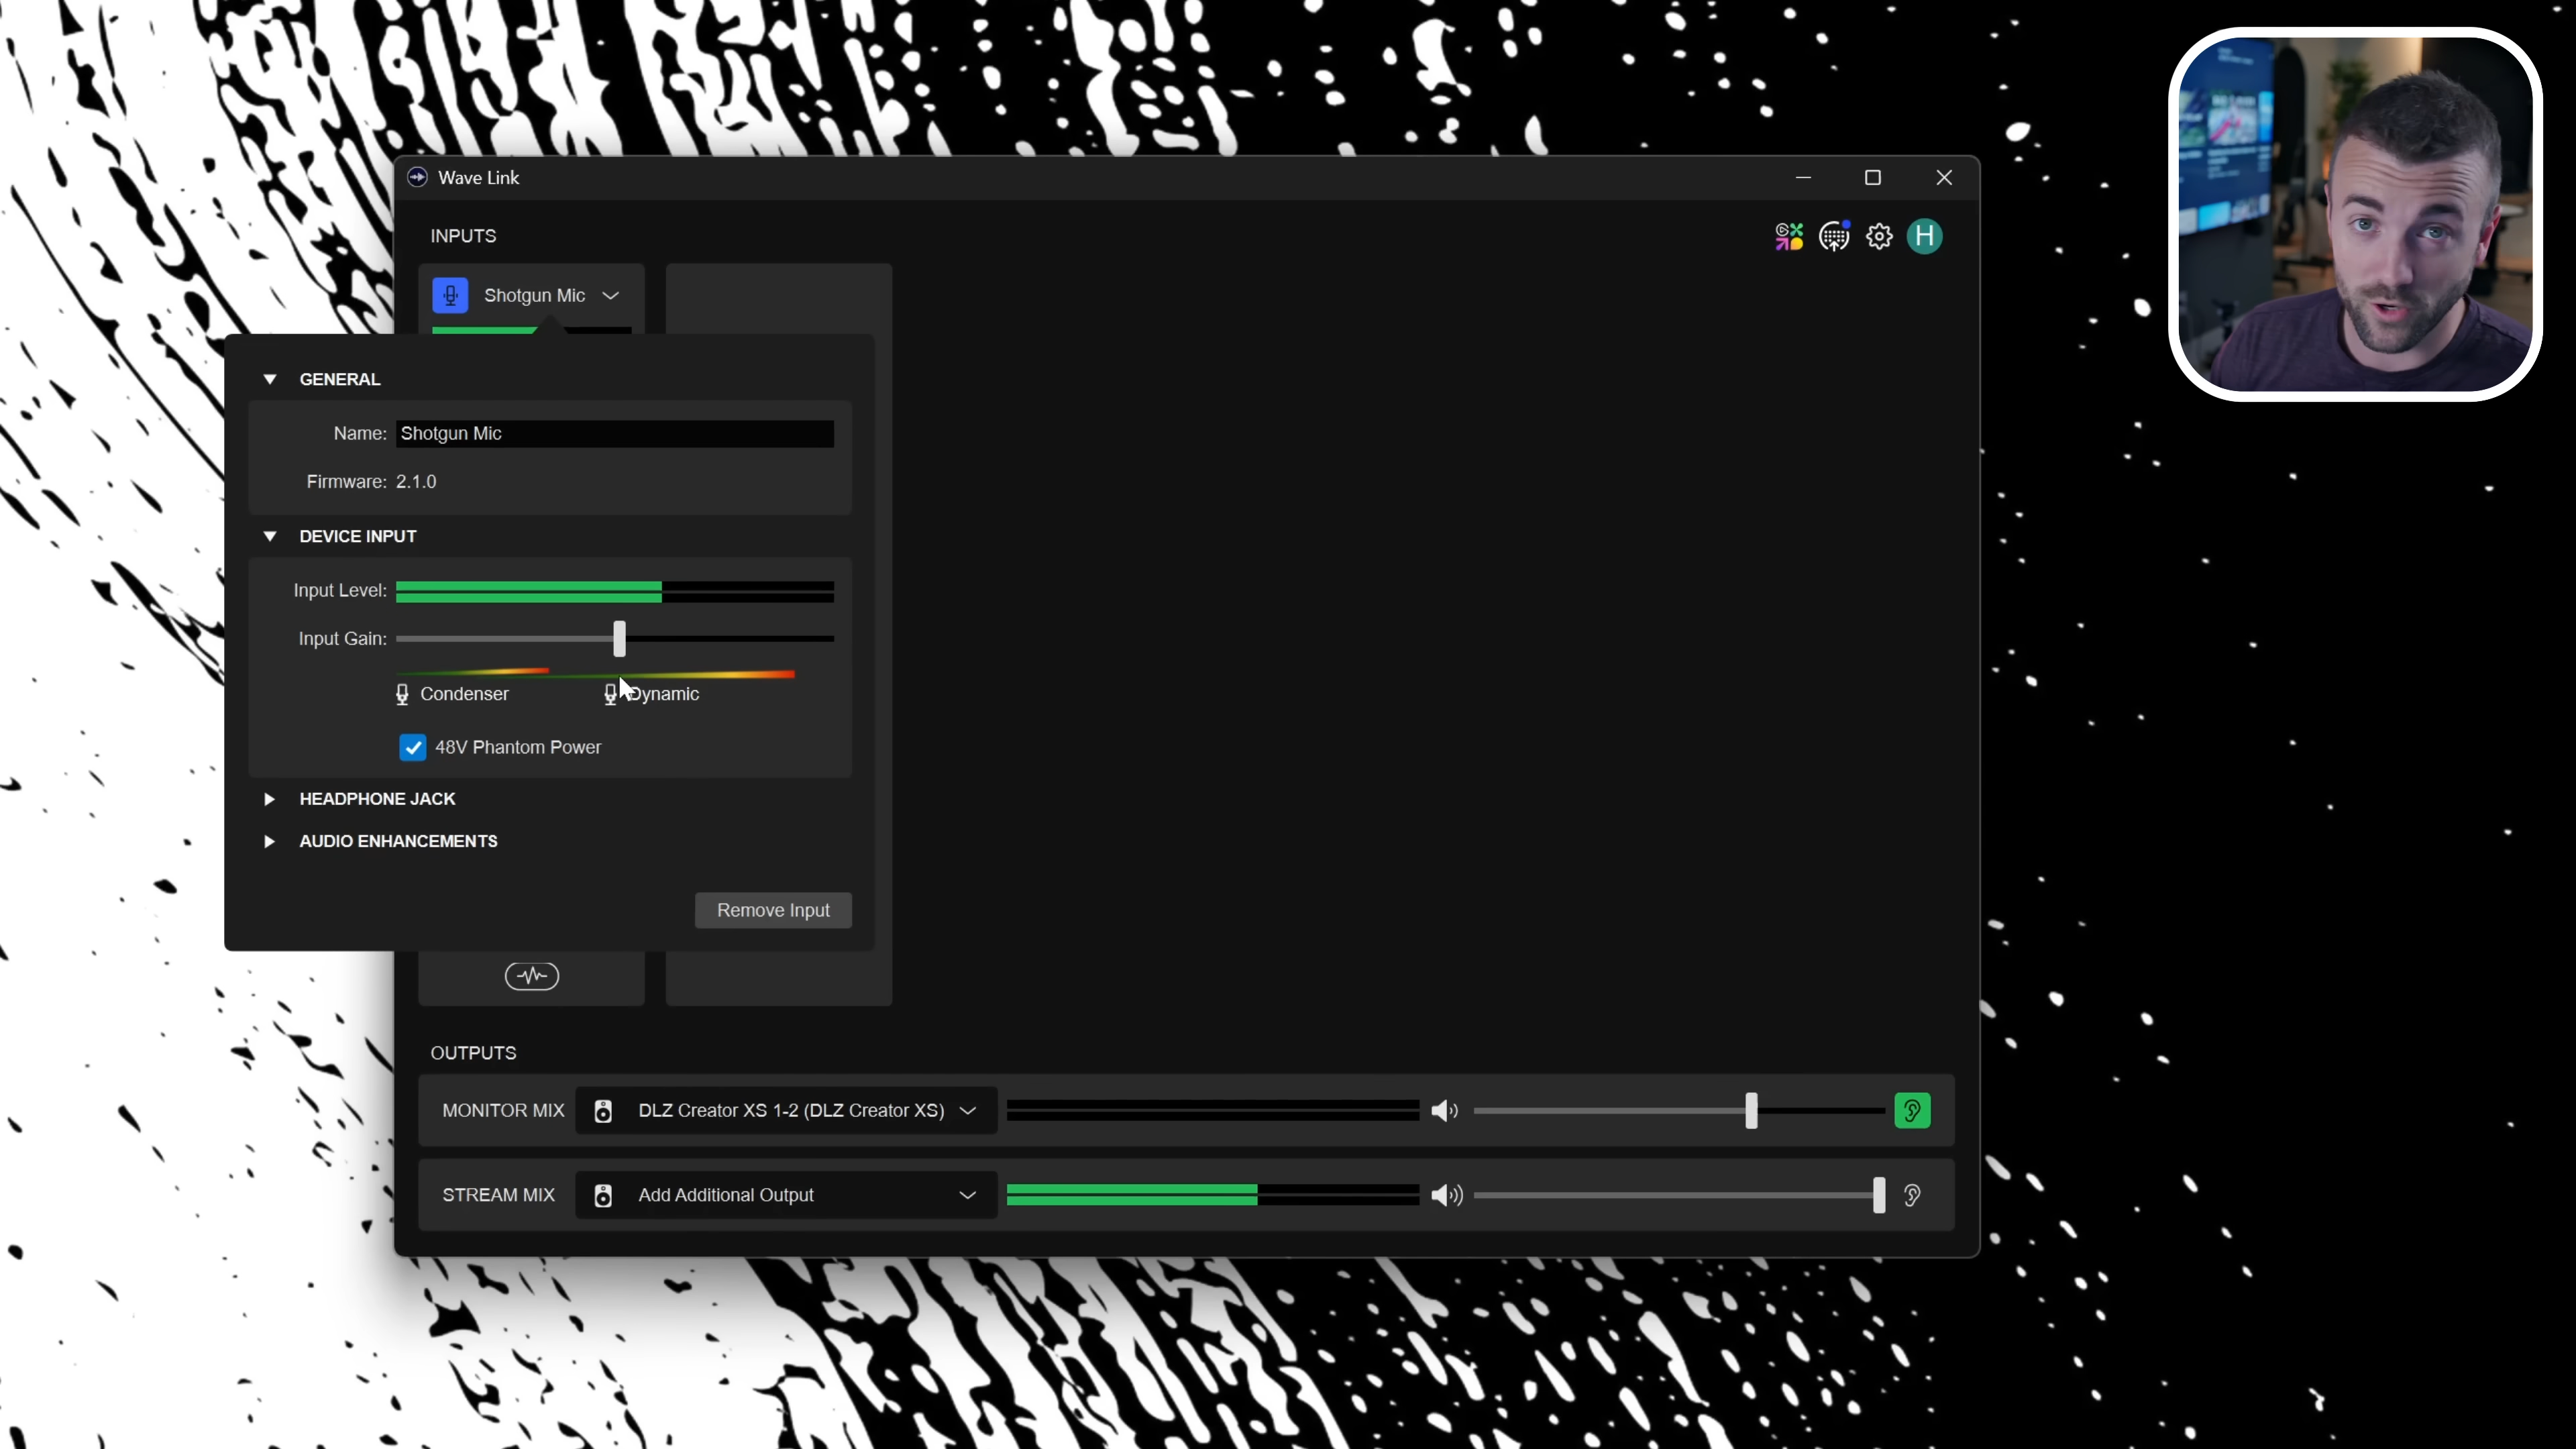 Wave Link
INPUTS
H
Shotgun Mic
GENERAL
Name: Shotgun Mic
Firmware: 2.1.0
DEVICE INPUT
Input Level:
Input Gain:
Condenser Dynamic
48V Phantom Power
HEADPHONE JACK
AUDIO ENHANCEMENTS
Remove Input
OUTPUTS
MONITOR MIX DLZ Creator XS 1-2 (DLZ Creator XS)
STREAM MIX Add Additional Output